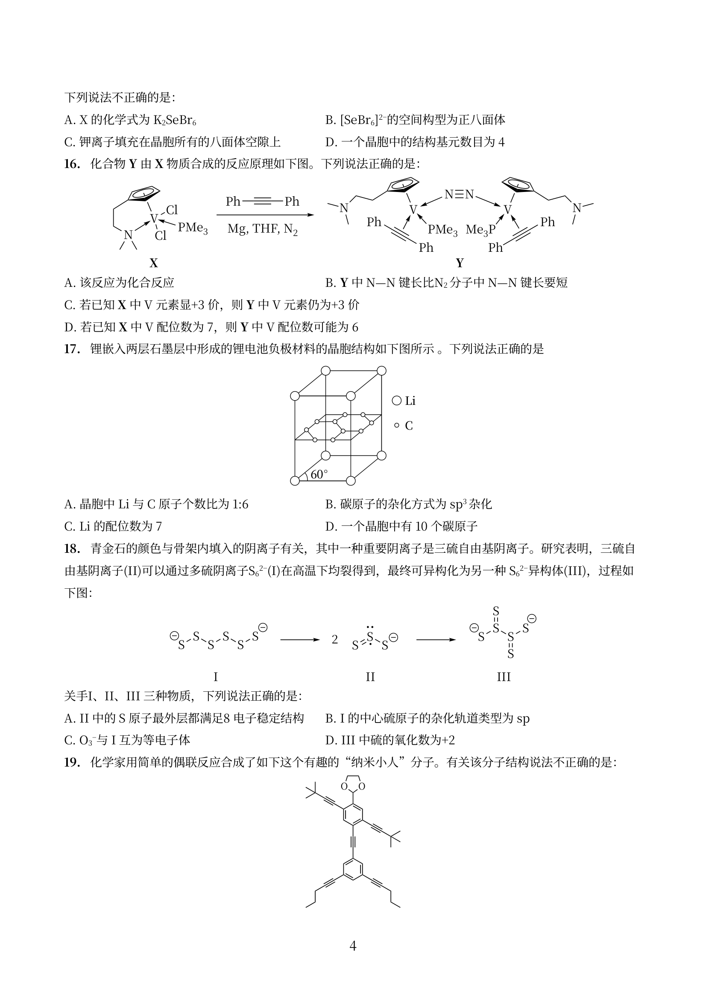 下列说法不正确的是：
A. X 的化学式为 K₂SeBr₆ B. [SeBr₆]²⁻的空间构型为正八面体
C. 钾离子填充在晶胞所有的八面体空隙上 D. 一个晶胞中的结构基元数目为 4
16. 化合物 Y 由 X 物质合成的反应原理如下图。下列说法正确的是：
Ph Ph
Mg, THF, N₂
V Cl Cl PMe₃ N
X
N V N≡N V N
Ph Ph PMe₃ Me₃P Ph Ph
Y
A. 该反应为化合反应 B. Y 中 N—N 键长比N₂ 分子中 N—N 键长要短
C. 若已知 X 中 V 元素显+3 价，则 Y 中 V 元素仍为+3 价
D. 若已知 X 中 V 配位数为 7，则 Y 中 V 配位数可能为 6
17. 锂嵌入两层石墨层中形成的锂电池负极材料的晶胞结构如下图所示 。下列说法正确的是
Li
C
60°
A. 晶胞中 Li 与 C 原子个数比为 1:6 B. 碳原子的杂化方式为 sp³ 杂化
C. Li 的配位数为 7 D. 一个晶胞中有 10 个碳原子
18. 青金石的颜色与骨架内填入的阴离子有关，其中一种重要阴离子是三硫自由基阴离子。研究表明，三硫自
由基阴离子(II)可以通过多硫阴离子S₆²⁻(I)在高温下均裂得到，最终可异构化为另一种 S₆²⁻异构体(III)，过程如
下图：
⊖S S S S S S⊖ 2 S S S⊖ ⊖S S S S S S⊖
I II III
关手I、II、III 三种物质，下列说法正确的是：
A. II 中的 S 原子最外层都满足8 电子稳定结构 B. I 的中心硫原子的杂化轨道类型为 sp
C. O₃⁻与 I 互为等电子体 D. III 中硫的氧化数为+2
19. 化学家用简单的偶联反应合成了如下这个有趣的“纳米小人”分子。有关该分子结构说法不正确的是：
O O
4